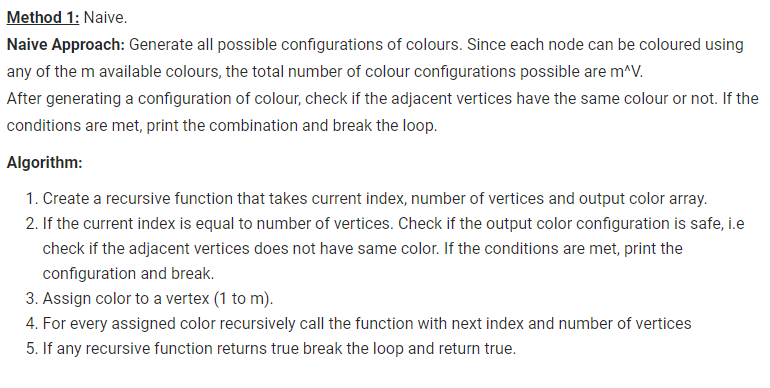 Method 1: Naive.
Naive Approach: Generate all possible configurations of colours. Since each node can be coloured using
any of the m available colours, the total number of colour configurations possible are m^V.
After generating a configuration of colour, check if the adjacent vertices have the same colour or not. If the
conditions are met, print the combination and break the loop.
Algorithm:
1. Create a recursive function that takes current index, number of vertices and output color array.
2. If the current index is equal to number of vertices. Check if the output color configuration is safe, i.e
check if the adjacent vertices does not have same color. If the conditions are met, print the
configuration and break.
3. Assign color to a vertex (1 to m).
4. For every assigned color recursively call the function with next index and number of vertices
5. If any recursive function returns true break the loop and return true.